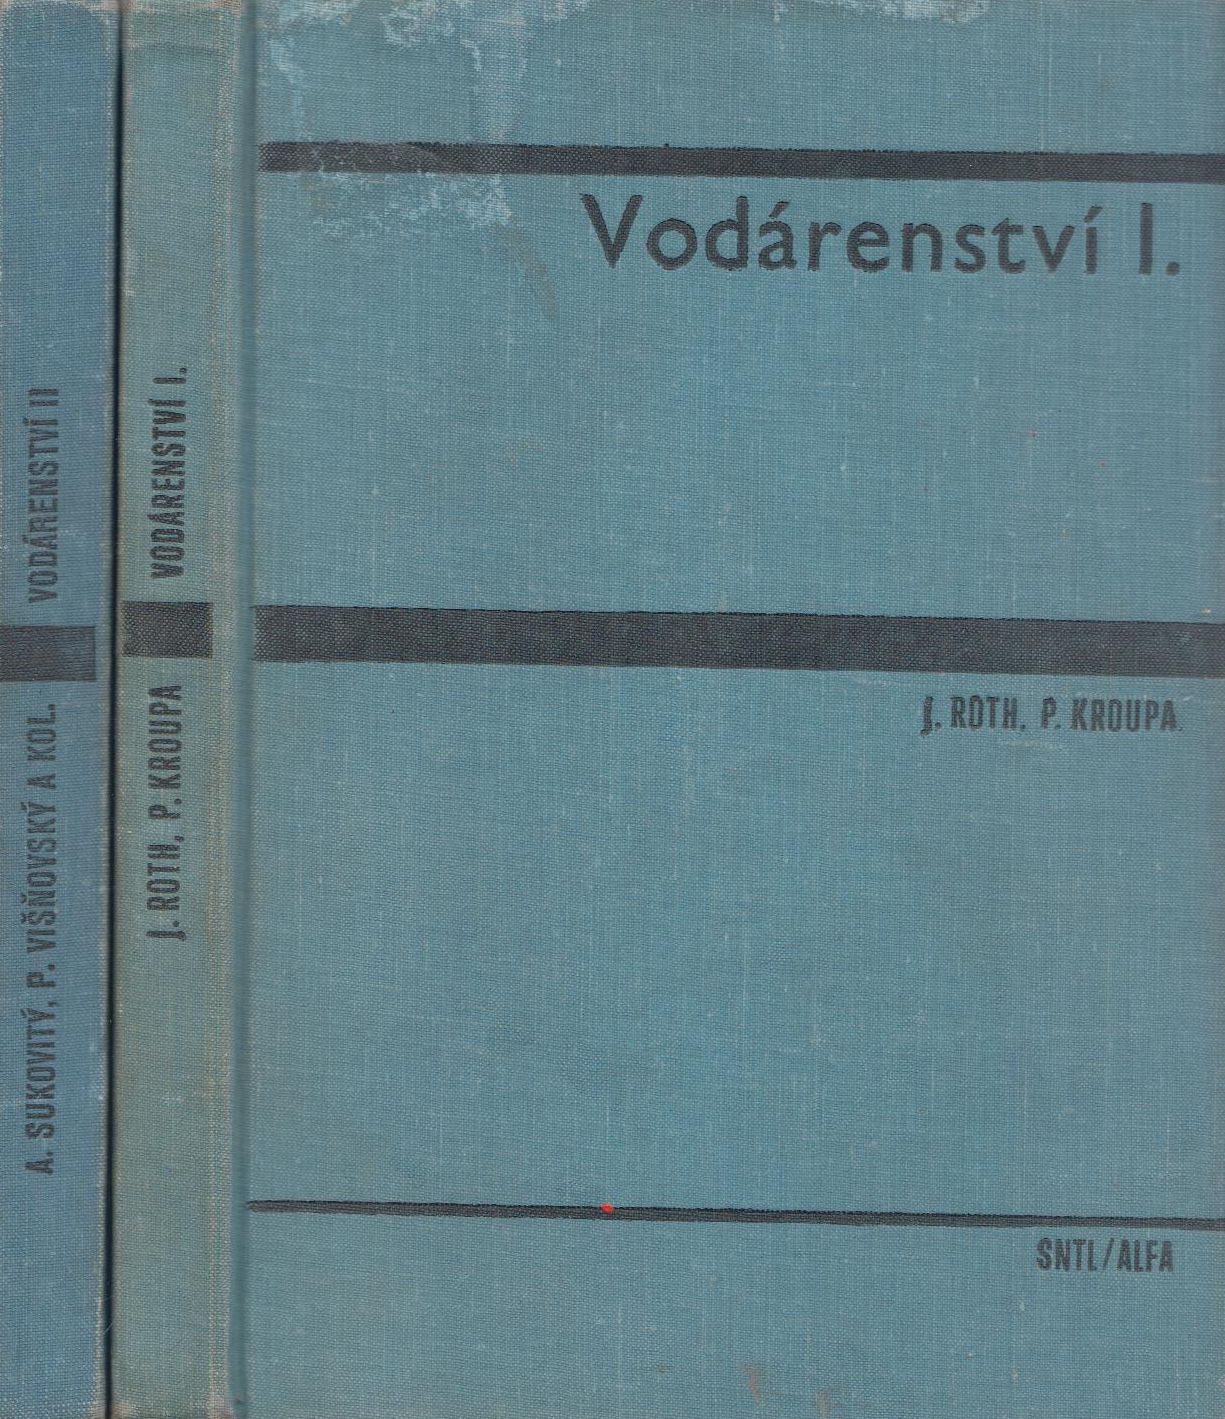 A. SUKOVITÝ, P. VIŠŇOVSKÝ A KOL. VODÁRENSTVÍ II
J. ROTH, P. KROUPA VODÁRENSTVÍ I.
Vodárenství I.
J. ROTH, P. KROUPA
SNTL/ALFA